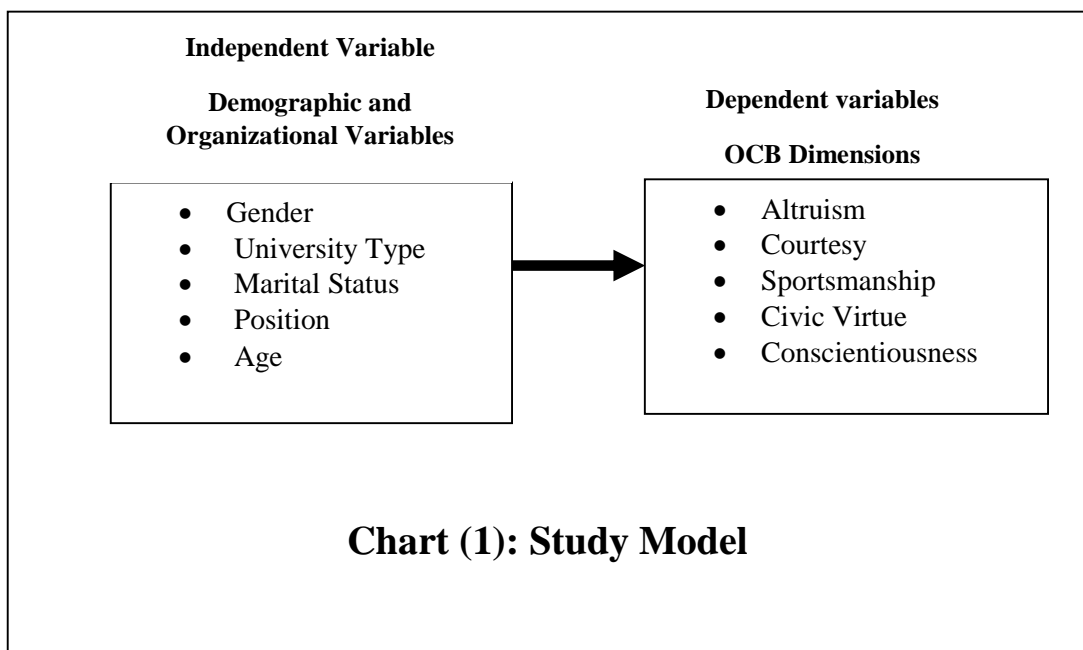 Independent Variable
Demographic and
Organizational Variables
• Gender
• University Type
• Marital Status
• Position
• Age
Dependent variables
OCB Dimensions
• Altruism
• Courtesy
• Sportsmanship
• Civic Virtue
• Conscientiousness
Chart (1): Study Model